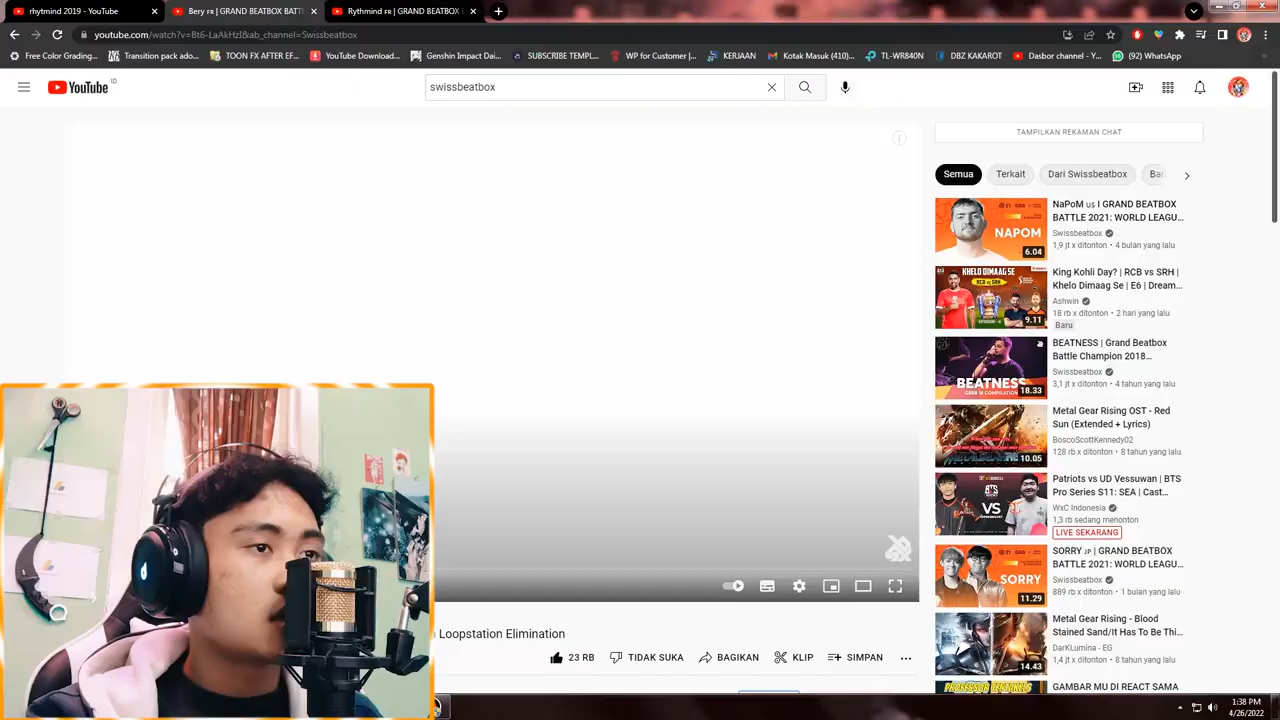 rhytmind 2019 - YouTube
Bery FR | GRAND BEATBOX BATT
Rythmind FR | GRAND BEATBOX
youtube.com/watch?v=Bt6-LaAkHzI&ab_channel=Swissbeatbox
Free Color Grading...
Transition pack ado...
TOON FX AFTER EF...
YouTube Download...
Genshin Impact Dai...
SUBSCRIBE TEMPL...
WP for Customer |...
KERJAAN
Kotak Masuk (410)...
TL-WR840N
DBZ KAKAROT
Dasbor channel - Y...
(92) WhatsApp
YouTube ID
swissbeatbox
TAMPILKAN REKAMAN CHAT
Semua
Terkait
Dari Swissbeatbox
NaPoM US I GRAND BEATBOX
BATTLE 2021: WORLD LEAGU...
Swissbeatbox
1,9 jt x ditonton • 4 bulan yang lalu
NAPOM
6.04
King Kohli Day? | RCB vs SRH |
Khelo Dimaag Se | E6 | Dream...
Ashwin
18 rb x ditonton • 2 hari yang lalu
Baru
KHELO DIMAAG SE
RCB vs SRH
9.11
BEATNESS | Grand Beatbox
Battle Champion 2018...
Swissbeatbox
3,1 jt x ditonton • 4 tahun yang lalu
BEATNESS
18.33
Metal Gear Rising OST - Red
Sun (Extended + Lyrics)
BoscoScottKennedy02
128 rb x ditonton • 8 tahun yang lalu
10.05
Patriots vs UD Vessuwan | BTS
Pro Series S11: SEA | Cast...
WxC Indonesia
1,3 rb sedang menonton
LIVE SEKARANG
BTS
VS
SORRY JP | GRAND BEATBOX
BATTLE 2021: WORLD LEAGU...
Swissbeatbox
889 rb x ditonton • 1 bulan yang lalu
SORRY
11.29
Metal Gear Rising - Blood
Stained Sand/It Has To Be Thi...
DarKLumina - EG
1,4 jt x ditonton • 8 tahun yang lalu
14.43
GAMBAR MU DI REACT SAMA
Loopstation Elimination
23 RB
TIDAK SUKA
BAGIKAN
KLIP
SIMPAN
1:38 PM
4/26/2022